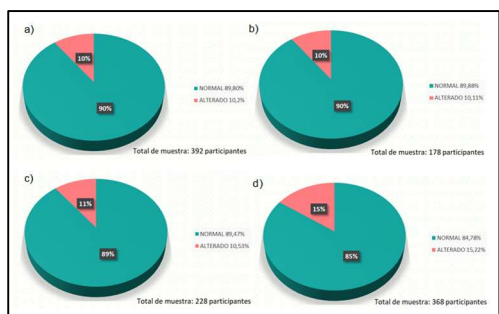 a)
10%
90%
NORMAL 89,80%
ALTERADO 10,2%
Total de muestra: 392 participantes
b)
10%
90%
NORMAL 89,88%
ALTERADO 10,11%
Total de muestra: 178 participantes
c)
11%
89%
NORMAL 89,47%
ALTERADO 10,53%
Total de muestra: 228 participantes
d)
15%
85%
NORMAL 84,78%
ALTERADO 15,22%
Total de muestra: 368 participantes